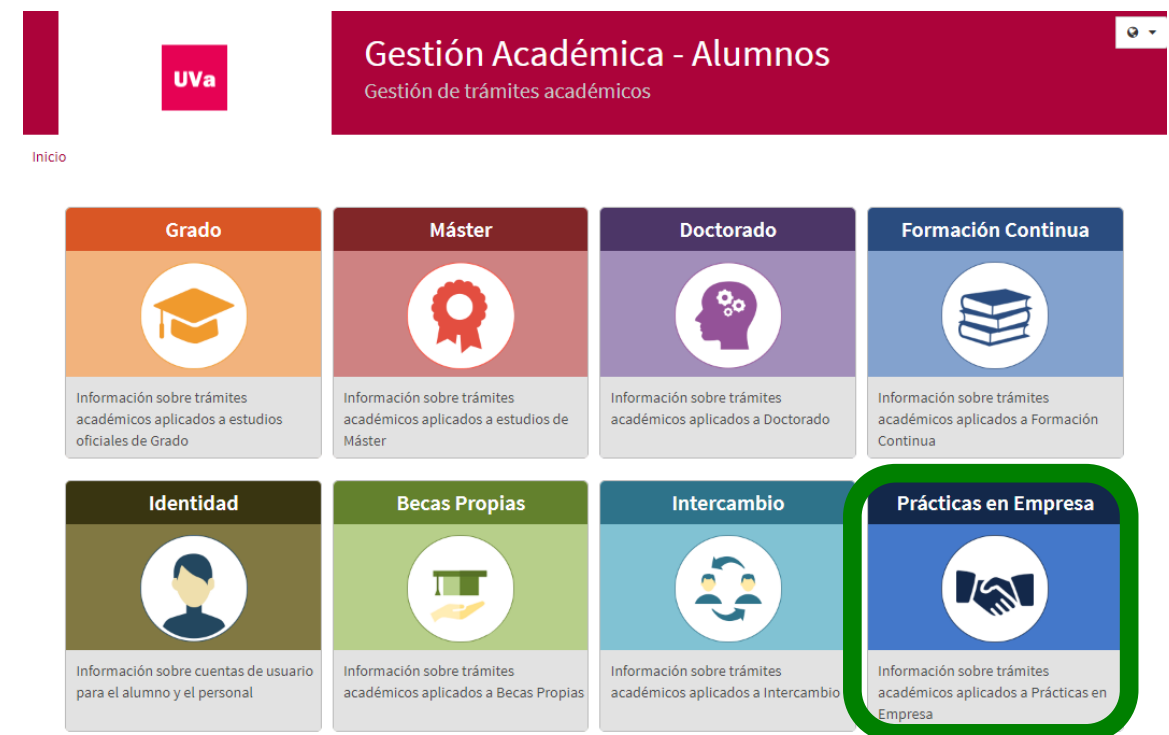 UVa
Gestión Académica - Alumnos
Gestión de trámites académicos
Inicio
Grado
Información sobre trámites
académicos aplicados a estudios
oficiales de Grado
Máster
Información sobre trámites
académicos aplicados a estudios de
Máster
Doctorado
Información sobre trámites
académicos aplicados a Doctorado
Formación Continua
Información sobre trámites
académicos aplicados a Formación
Continua
Identidad
Información sobre cuentas de usuario
para el alumno y el personal
Becas Propias
Información sobre trámites
académicos aplicados a Becas Propias
Intercambio
Información sobre trámites
académicos aplicados a Intercambio
Prácticas en Empresa
Información sobre trámites
académicos aplicados a Prácticas en
Empresa